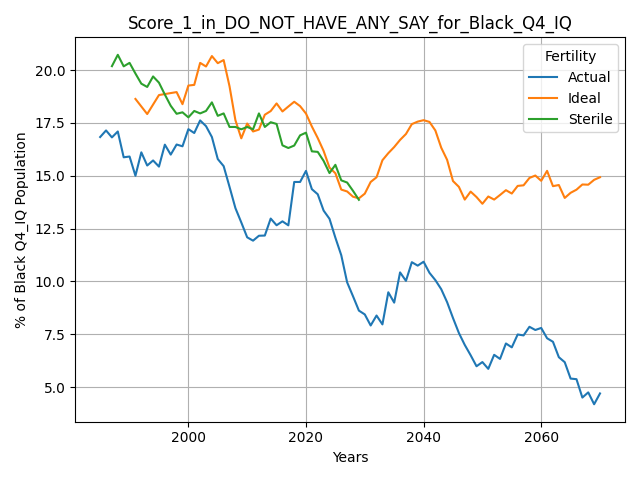 Score_1_in_DO_NOT_HAVE_ANY_SAY_for_Black_Q4_IQ
Fertility
Actual
Ideal
Sterile
% of Black Q4_IQ Population
20.0
17.5
15.0
12.5
10.0
7.5
5.0
2000 2020 2040 2060
Years